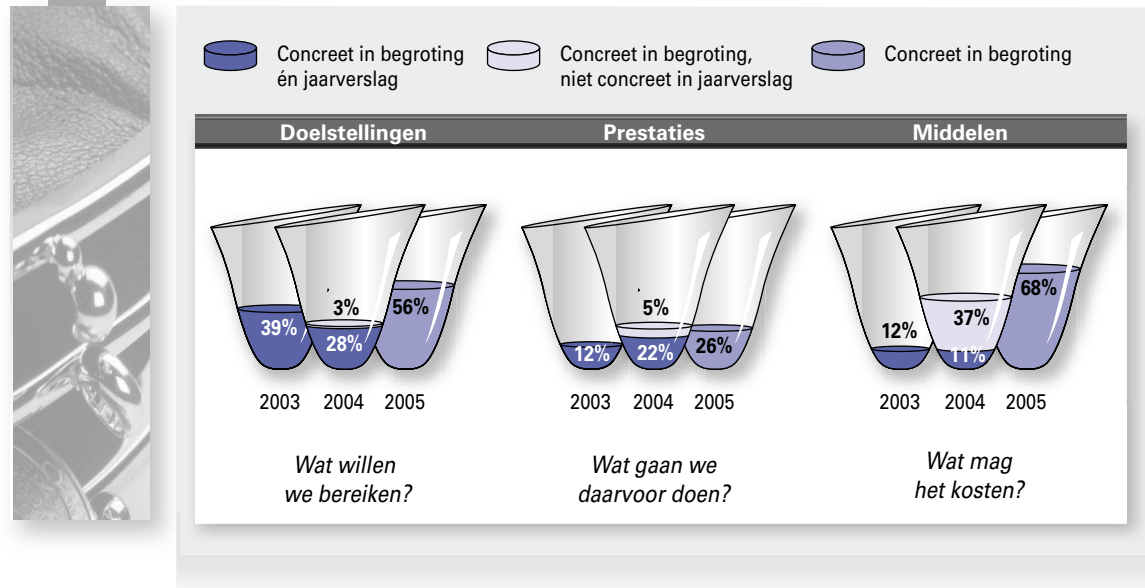 Concreet in begroting
én jaarverslag
Concreet in begroting,
niet concreet in jaarverslag
Concreet in begroting
Doelstellingen
Prestaties
Middelen
39%
3%
28%
56%
2003 2004 2005
12%
5%
22%
26%
2003 2004 2005
12%
37%
11%
68%
2003 2004 2005
Wat willen
we bereiken?
Wat gaan we
daarvoor doen?
Wat mag
het kosten?